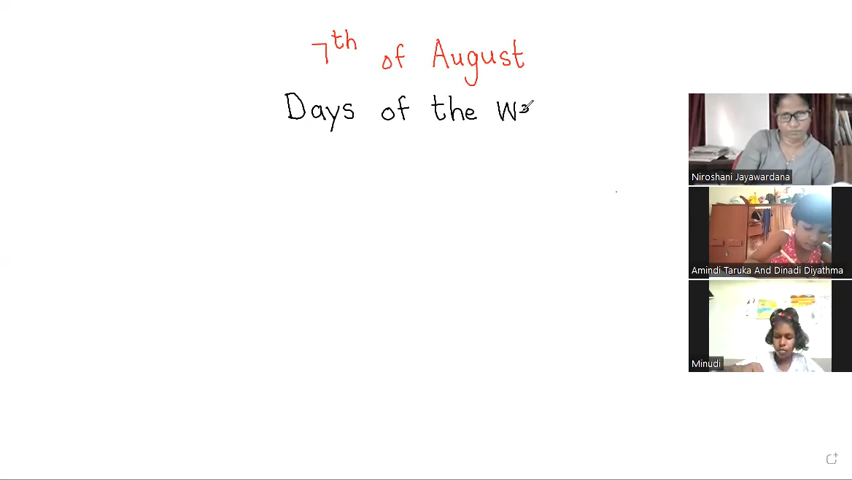 7th of August
Days of the
Niroshani Jayawardana
Amindi Taruka And Dinadi Diyathma
Minudi